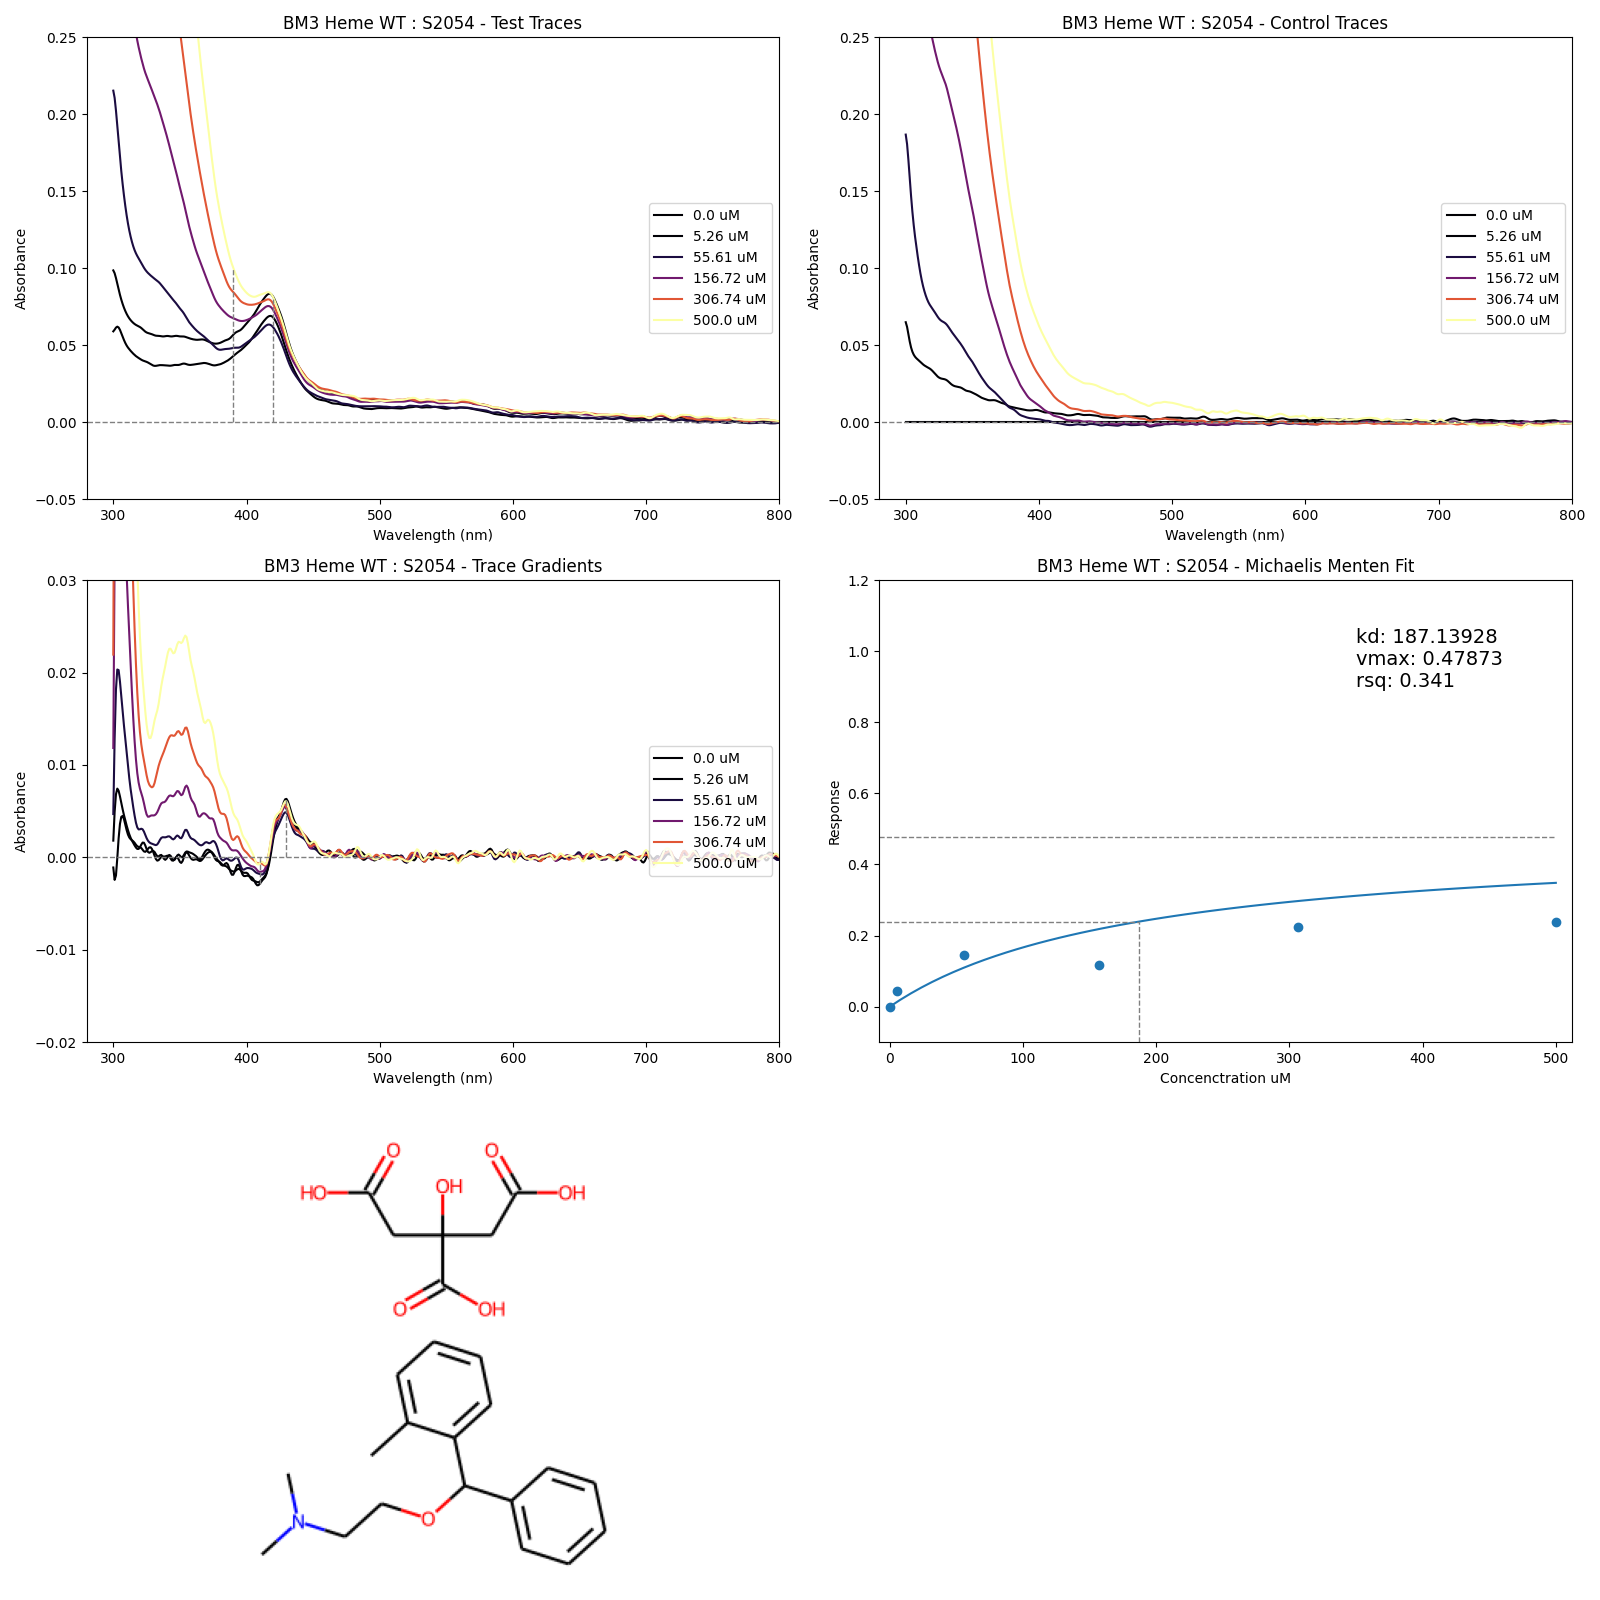 BM3 Heme WT : S2054 - Test Traces
0.25
0.20
0.15
0.10
0.05
0.00
−0.05
Absorbance
300 400 500 600 700 800
Wavelength (nm)
0.0 uM
5.26 uM
55.61 uM
156.72 uM
306.74 uM
500.0 uM
BM3 Heme WT : S2054 - Control Traces
0.25
0.20
0.15
0.10
0.05
0.00
−0.05
Absorbance
300 400 500 600 700 800
Wavelength (nm)
0.0 uM
5.26 uM
55.61 uM
156.72 uM
306.74 uM
500.0 uM
BM3 Heme WT : S2054 - Trace Gradients
0.03
0.02
0.01
0.00
−0.01
−0.02
Absorbance
300 400 500 600 700 800
Wavelength (nm)
0.0 uM
5.26 uM
55.61 uM
156.72 uM
306.74 uM
500.0 uM
BM3 Heme WT : S2054 - Michaelis Menten Fit
1.2
1.0
0.8
0.6
0.4
0.2
0.0
Response
0 100 200 300 400 500
Concenctration uM
kd: 187.13928
vmax: 0.47873
rsq: 0.341
O O
HO OH OH
O OH
N O